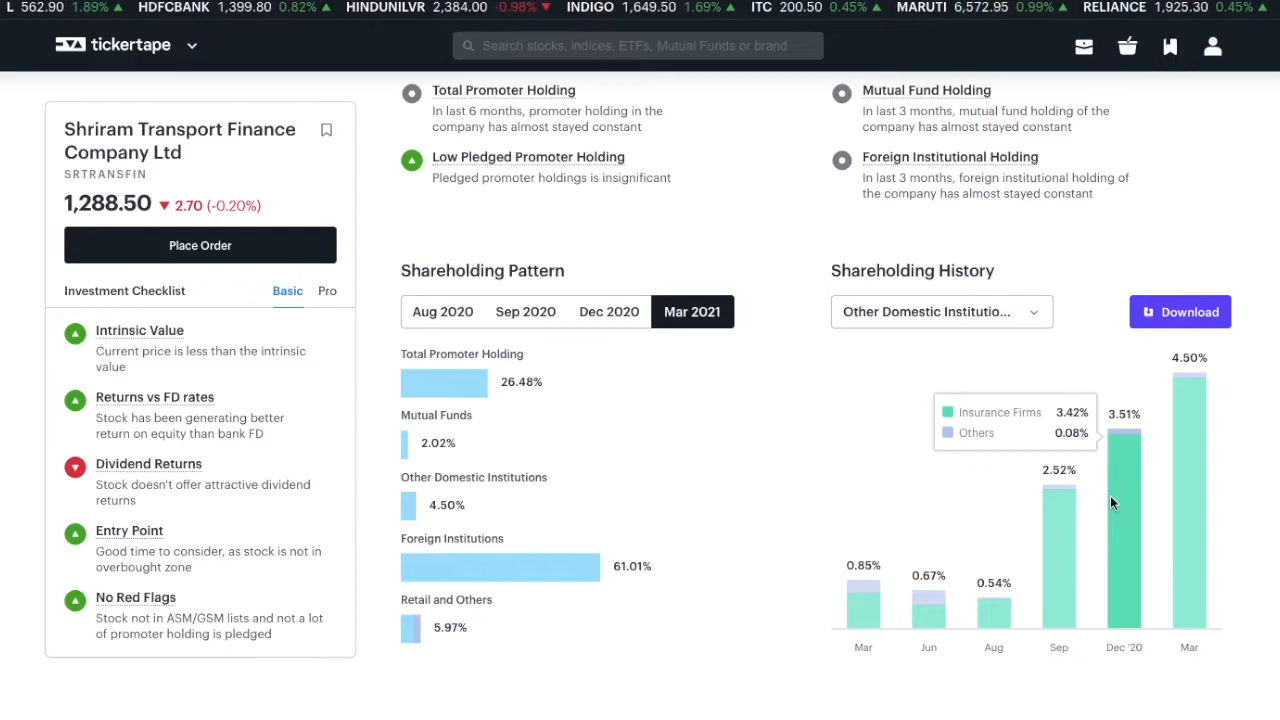 L 562.90 1.89% ▲ HDFCBANK 1,399.80 0.82% ▲ HINDUNILVR 2,384.00 -0.98% ▼ INDIGO 1,649.50 1.69% ▲ ITC 200.50 0.45% ▲ MARUTI 6,572.95 0.99% ▲ RELIANCE 1,925.30 0.45% ▲
tickertape
Search stocks, indices, ETFs, Mutual Funds or brand
Shriram Transport Finance
Company Ltd
SRTRANSFIN
1,288.50 ▼ 2.70 (-0.20%)
Place Order
Investment Checklist Basic Pro
Intrinsic Value
Current price is less than the intrinsic
value
Returns vs FD rates
Stock has been generating better
return on equity than bank FD
Dividend Returns
Stock doesn't offer attractive dividend
returns
Entry Point
Good time to consider, as stock is not in
overbought zone
No Red Flags
Stock not in ASM/GSM lists and not a lot
of promoter holding is pledged
Total Promoter Holding
In last 6 months, promoter holding in the
company has almost stayed constant
Low Pledged Promoter Holding
Pledged promoter holdings is insignificant
Mutual Fund Holding
In last 3 months, mutual fund holding of the
company has almost stayed constant
Foreign Institutional Holding
In last 3 months, foreign institutional holding of
the company has almost stayed constant
Shareholding Pattern
Aug 2020 Sep 2020 Dec 2020 Mar 2021
Total Promoter Holding
26.48%
Mutual Funds
2.02%
Other Domestic Institutions
4.50%
Foreign Institutions
61.01%
Retail and Others
5.97%
Shareholding History
Other Domestic Institutio... Download
4.50%
Insurance Firms 3.42%
Others 0.08%
3.51%
2.52%
0.85% 0.67% 0.54%
Mar Jun Aug Sep Dec '20 Mar